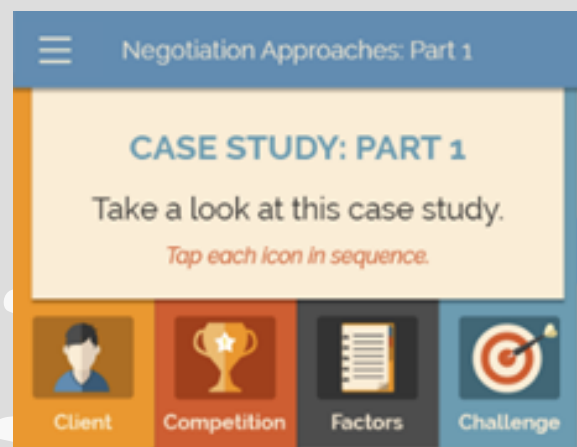 Negotiation Approaches: Part 1
CASE STUDY: PART 1
Take a look at this case study.
Tap each icon in sequence.
Client Competition Factors Challenge